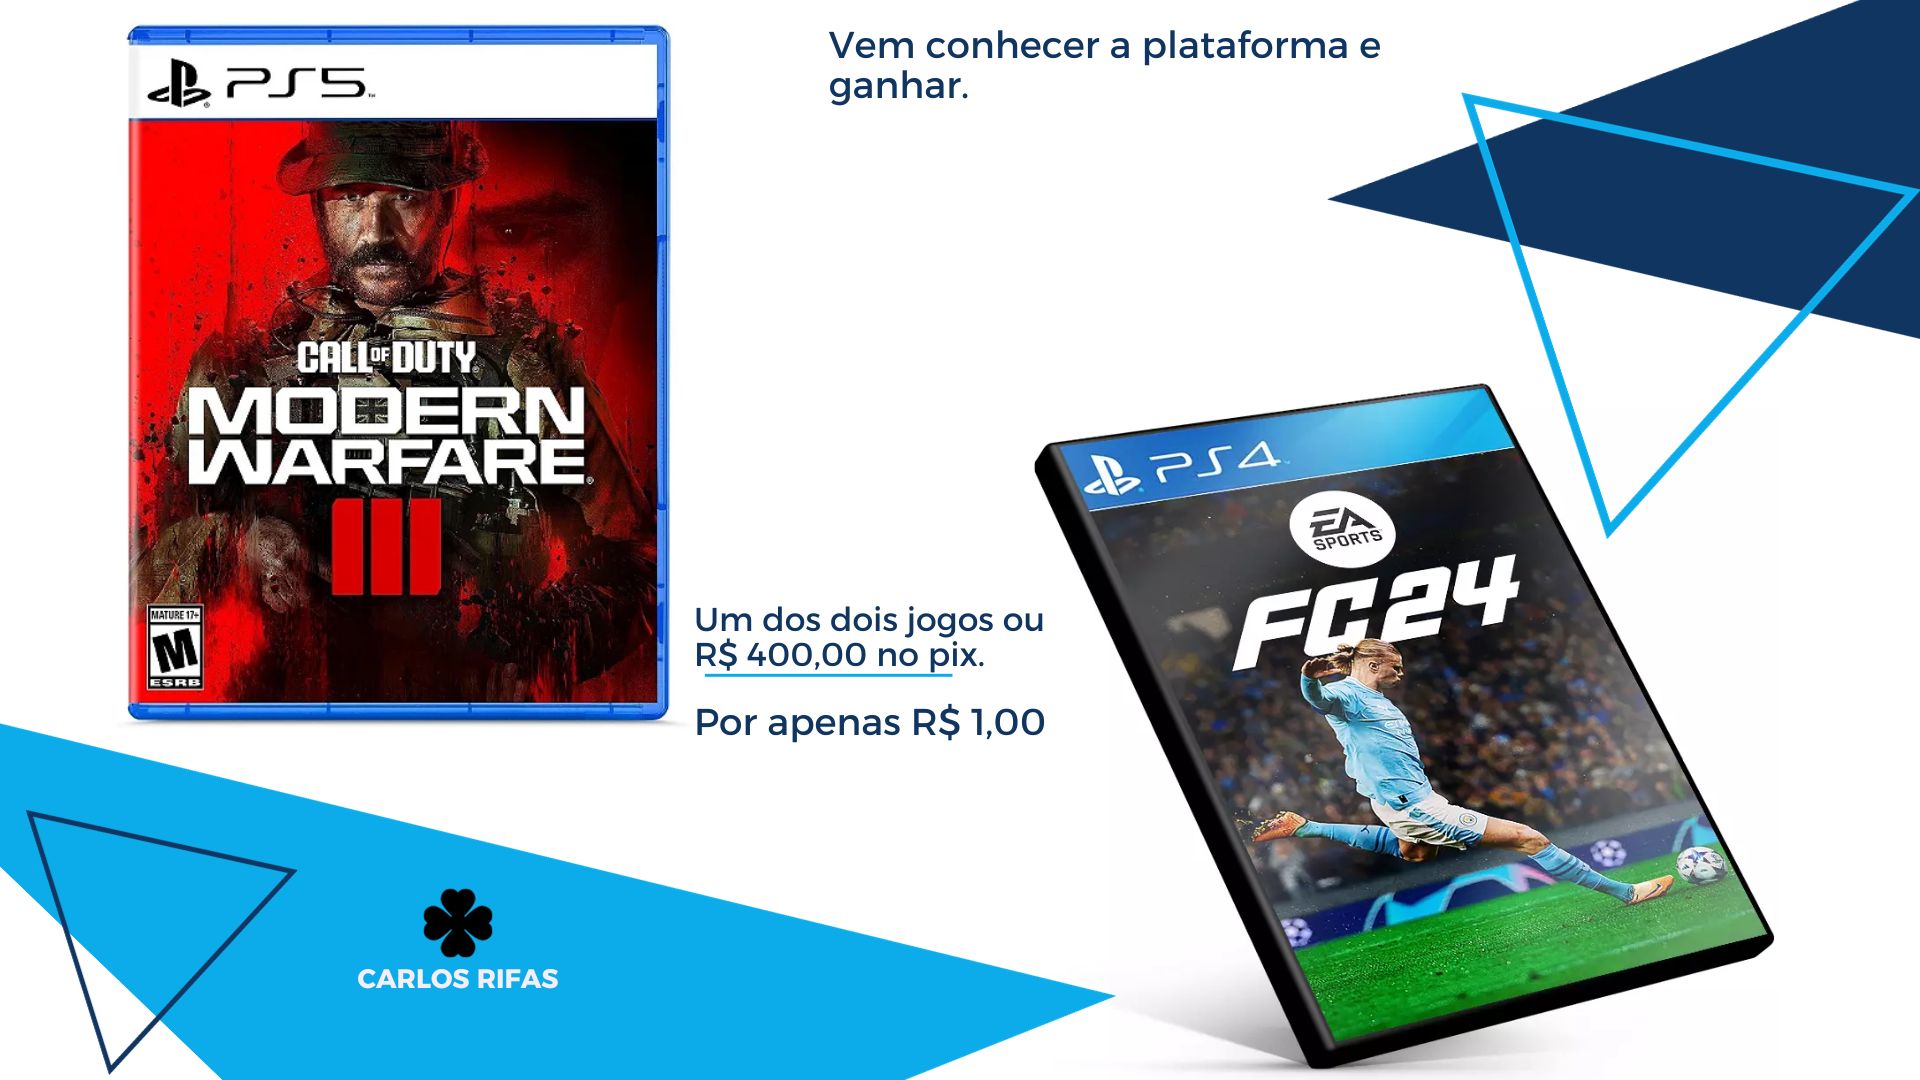 PS5
CALL OF DUTY
MODERN
WARFARE
III
MATURE 17+
M
ESRB
Vem conhecer a plataforma e
ganhar.
Um dos dois jogos ou
R$ 400,00 no pix.
Por apenas R$ 1,00
PS4
EA
SPORTS
FC24
CARLOS RIFAS